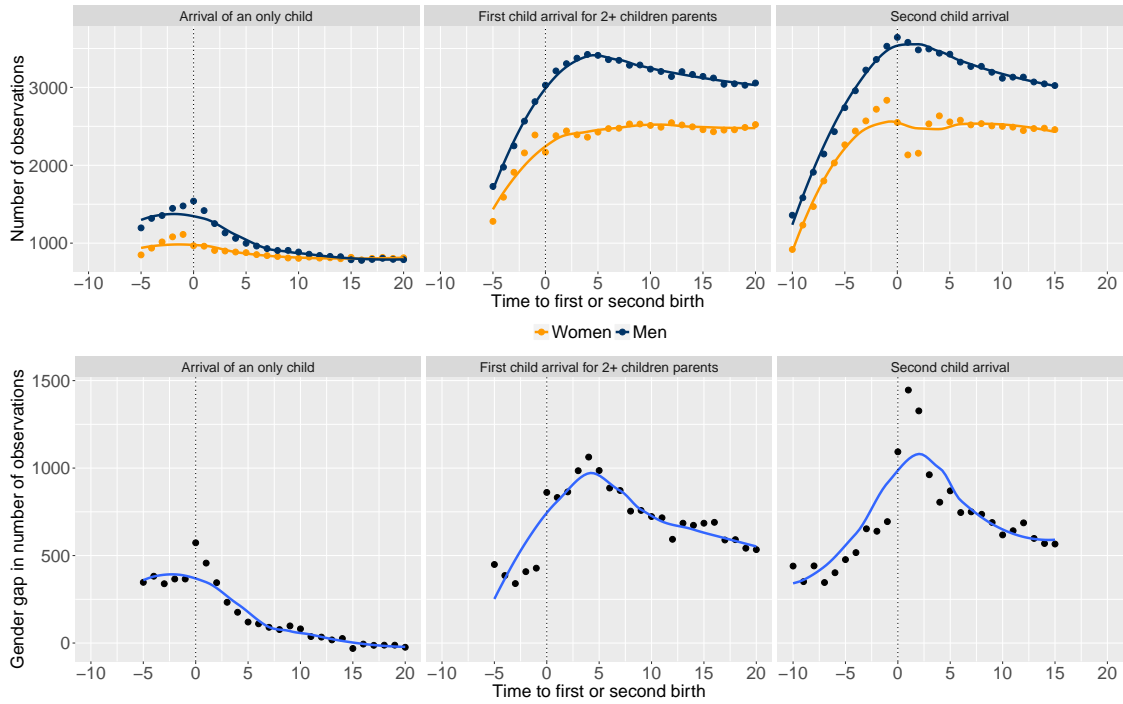 Arrival of an only child First child arrival for 2+ children parents Second child arrival
Number of observations
3000
2000
1000
−10 −5 0 5 10 15 20 −10 −5 0 5 10 15 20 −10 −5 0 5 10 15 20
Time to first or second birth
Women Men
Arrival of an only child First child arrival for 2+ children parents Second child arrival
Gender gap in number of observations
1500
1000
500
0
−10 −5 0 5 10 15 20 −10 −5 0 5 10 15 20 −10 −5 0 5 10 15 20
Time to first or second birth